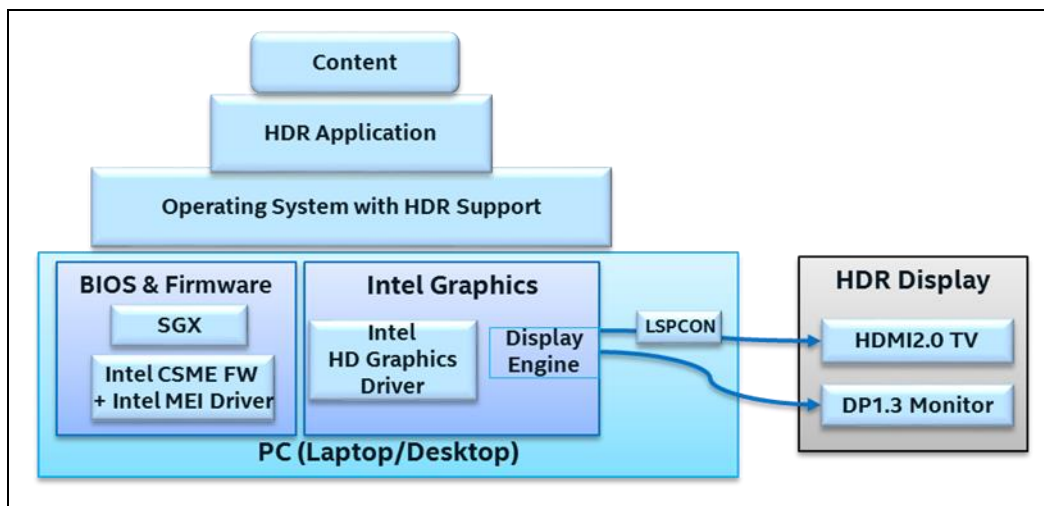 Content
HDR Application
Operating System with HDR Support
BIOS & Firmware
SGX
Intel CSME FW
+ Intel MEI Driver
Intel Graphics
Intel
HD Graphics
Driver
Display
Engine
LSPCON
PC (Laptop/Desktop)
HDR Display
HDMI2.0 TV
DP1.3 Monitor